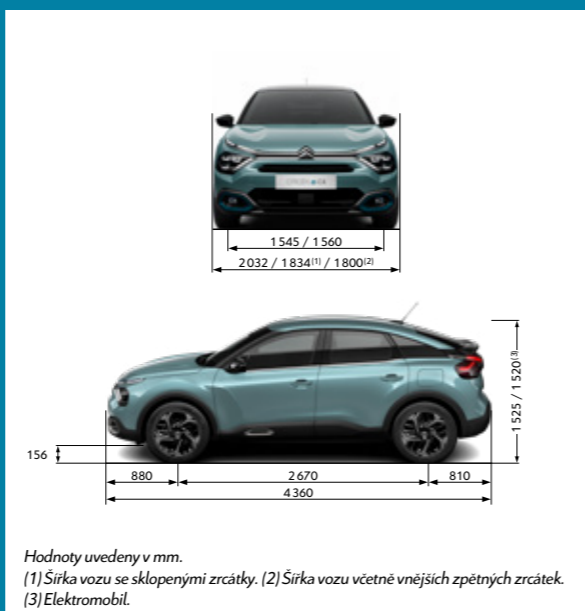 1545 / 1560
2032 / 1834(1) / 1800(2)
1525 / 1520(3)
156
880 2670 810
4360
Hodnoty uvedeny v mm.
(1) Šířka vozu se sklopenými zrcátky. (2) Šířka vozu včetně vnějších zpětných zrcátek.
(3) Elektromobil.